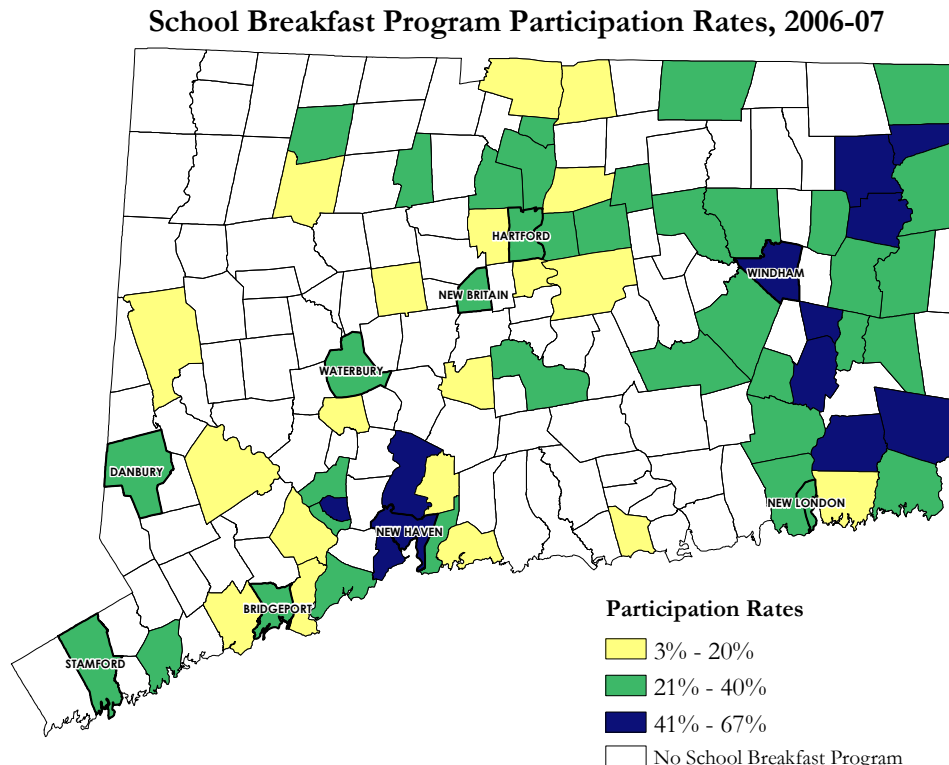 School Breakfast Program Participation Rates, 2006-07
HARTFORD
WINDHAM
NEW BRITAIN
WATERBURY
DANBURY
NEW LONDON
NEW HAVEN
BRIDGEPORT
STAMFORD
Participation Rates
3% - 20%
21% - 40%
41% - 67%
No School Breakfast Program